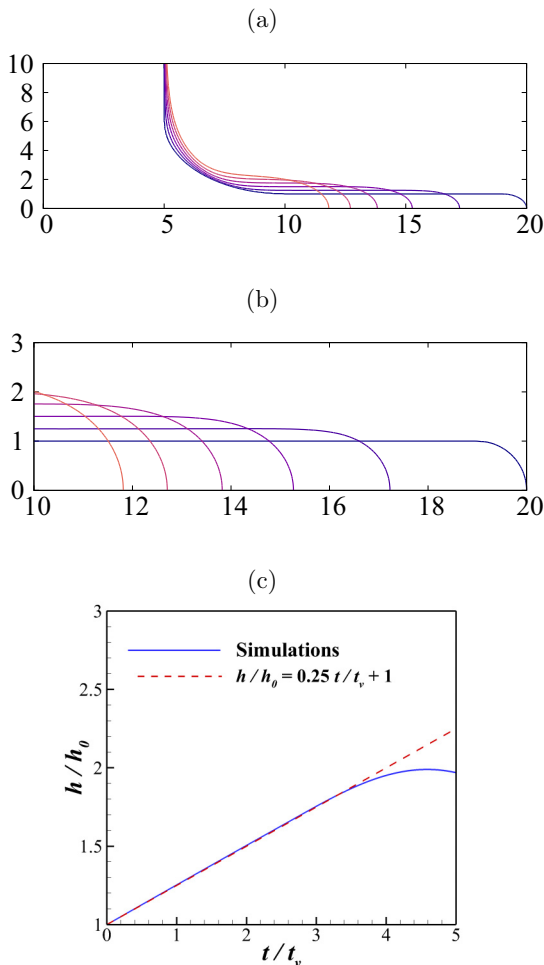 (a)
10
8
6
4
2
0
0 5 10 15 20
(b)
3
2
1
0
10 12 14 16 18 20
(c)
3
2.5
2
1.5
1
h / h₀
Simulations
h / h₀ = 0.25 t / tᵥ + 1
0 1 2 3 4 5
t / tᵥ